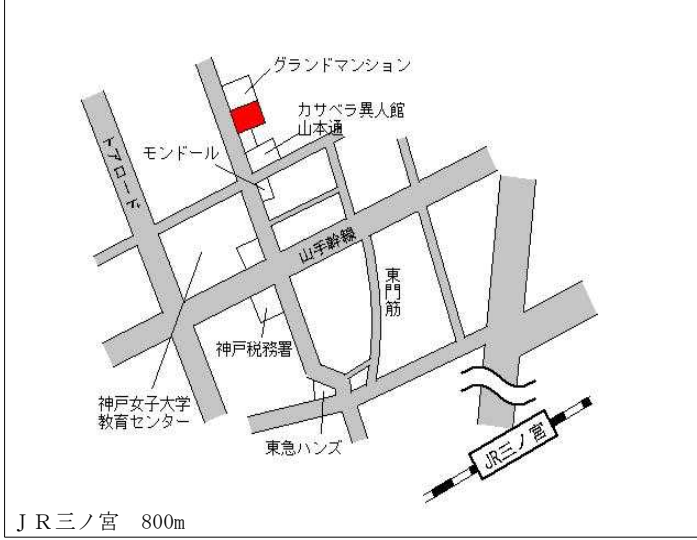 グランドマンション
カサベラ異人館
山本通
モンドール
トアロード
山手幹線
東門筋
神戸税務署
神戸女子大学
教育センター
東急ハンズ
JR三ノ宮
ＪＲ三ノ宮　800m